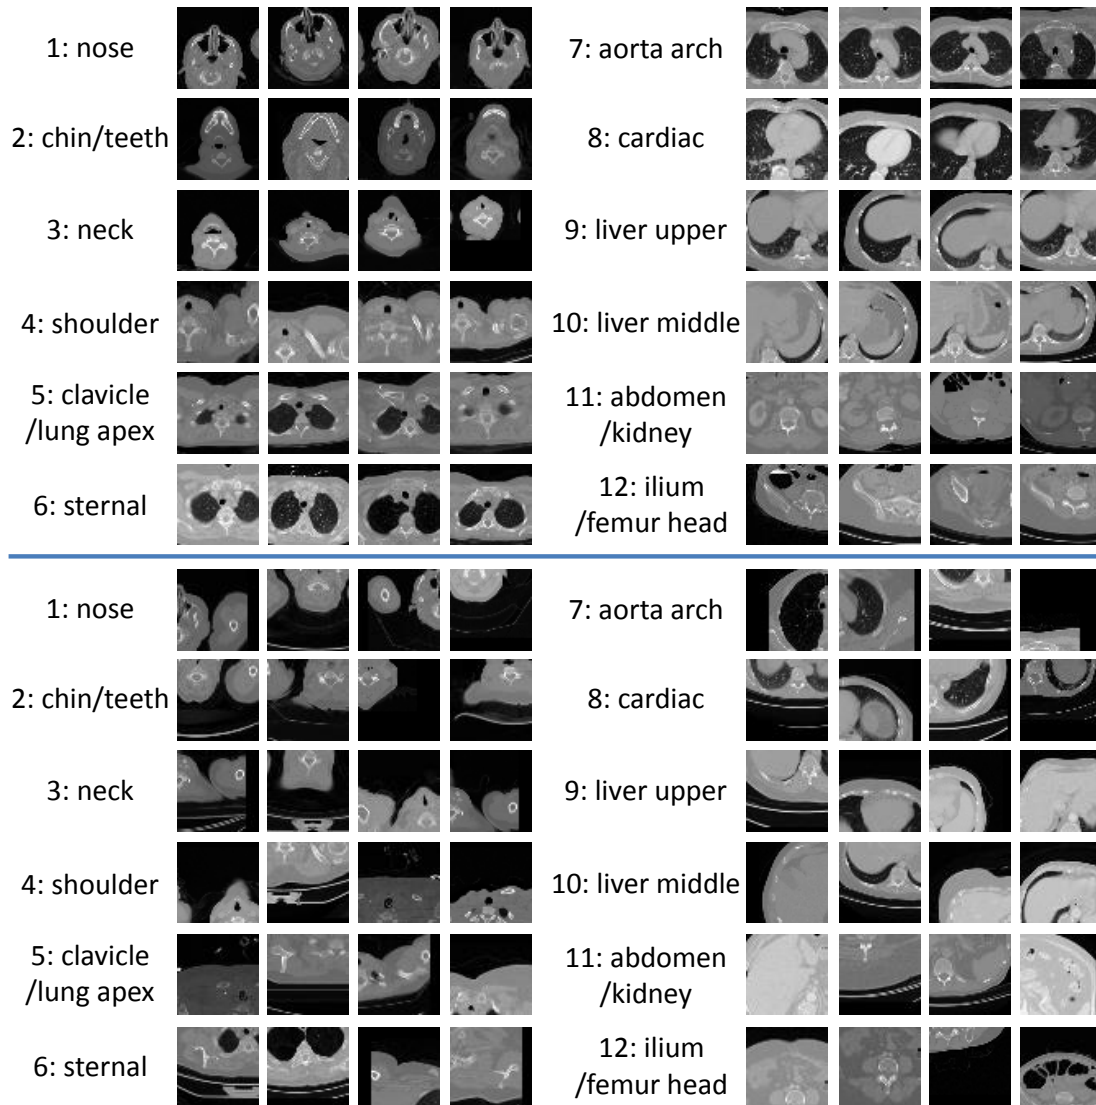 1: nose
2: chin/teeth
3: neck
4: shoulder
5: clavicle
/lung apex
6: sternal
7: aorta arch
8: cardiac
9: liver upper
10: liver middle
11: abdomen
/kidney
12: ilium
/femur head
1: nose
2: chin/teeth
3: neck
4: shoulder
5: clavicle
/lung apex
6: sternal
7: aorta arch
8: cardiac
9: liver upper
10: liver middle
11: abdomen
/kidney
12: ilium
/femur head